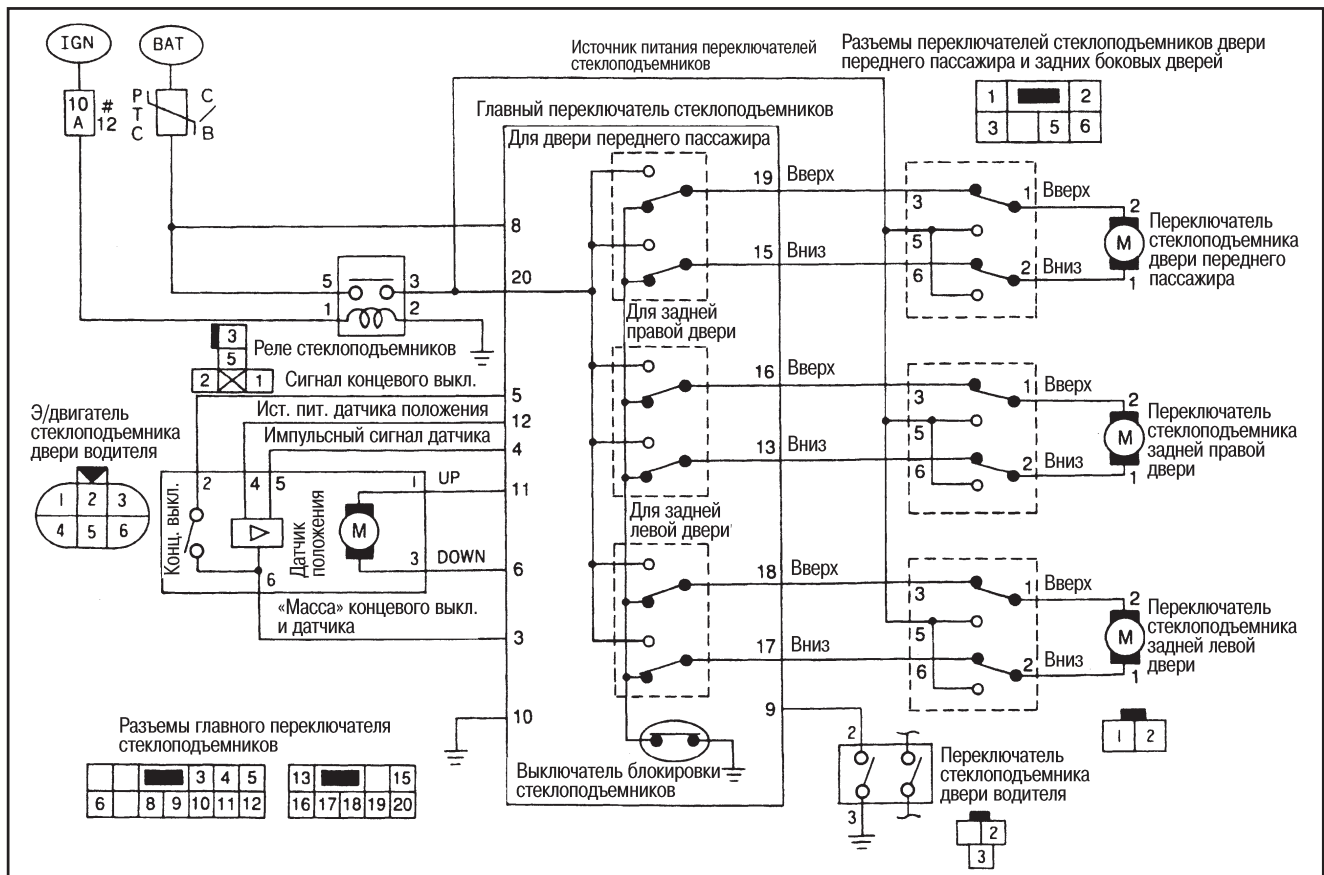 IGN
BAT
10 A
# 12
PTC
C/B
Источник питания переключателей
стеклоподъемников
Разъемы переключателей стеклоподъемников двери
переднего пассажира и задних боковых дверей
1 2
3 5 6
Главный переключатель стеклоподъемников
Для двери переднего пассажира
19 Вверх
3
1 Вверх
2
8
5
M
Переключатель
стеклоподъемника
двери переднего
пассажира
15 Вниз
6
2 Вниз
1
20
5 3
1 2
Реле стеклоподъемников
3
5
2 1
Для задней
правой двери
16 Вверх
3
1 Вверх
2
5
M
Переключатель
стеклоподъемника
задней правой
двери
13 Вниз
6
2 Вниз
1
Сигнал концевого выкл.
5
Ист. пит. датчика положения
12
Импульсный сигнал датчика
4
Э/двигатель
стеклоподъемника
двери водителя
1 2 3
4 5 6
2 4 5
1 UP
11
Конц. выкл.
Датчик
положения
M
3 DOWN
6
6
«Масса» концевого выкл.
и датчика
3
Для задней
левой двери
18 Вверх
3
1 Вверх
2
5
M
Переключатель
стеклоподъемника
задней левой
двери
17 Вниз
6
2 Вниз
1
1 2
10
9
Выключатель блокировки
стеклоподъемников
2
3
Переключатель
стеклоподъемника
двери водителя
2
3
Разъемы главного переключателя
стеклоподъемников
3 4 5
6 8 9 10 11 12
13 15
16 17 18 19 20